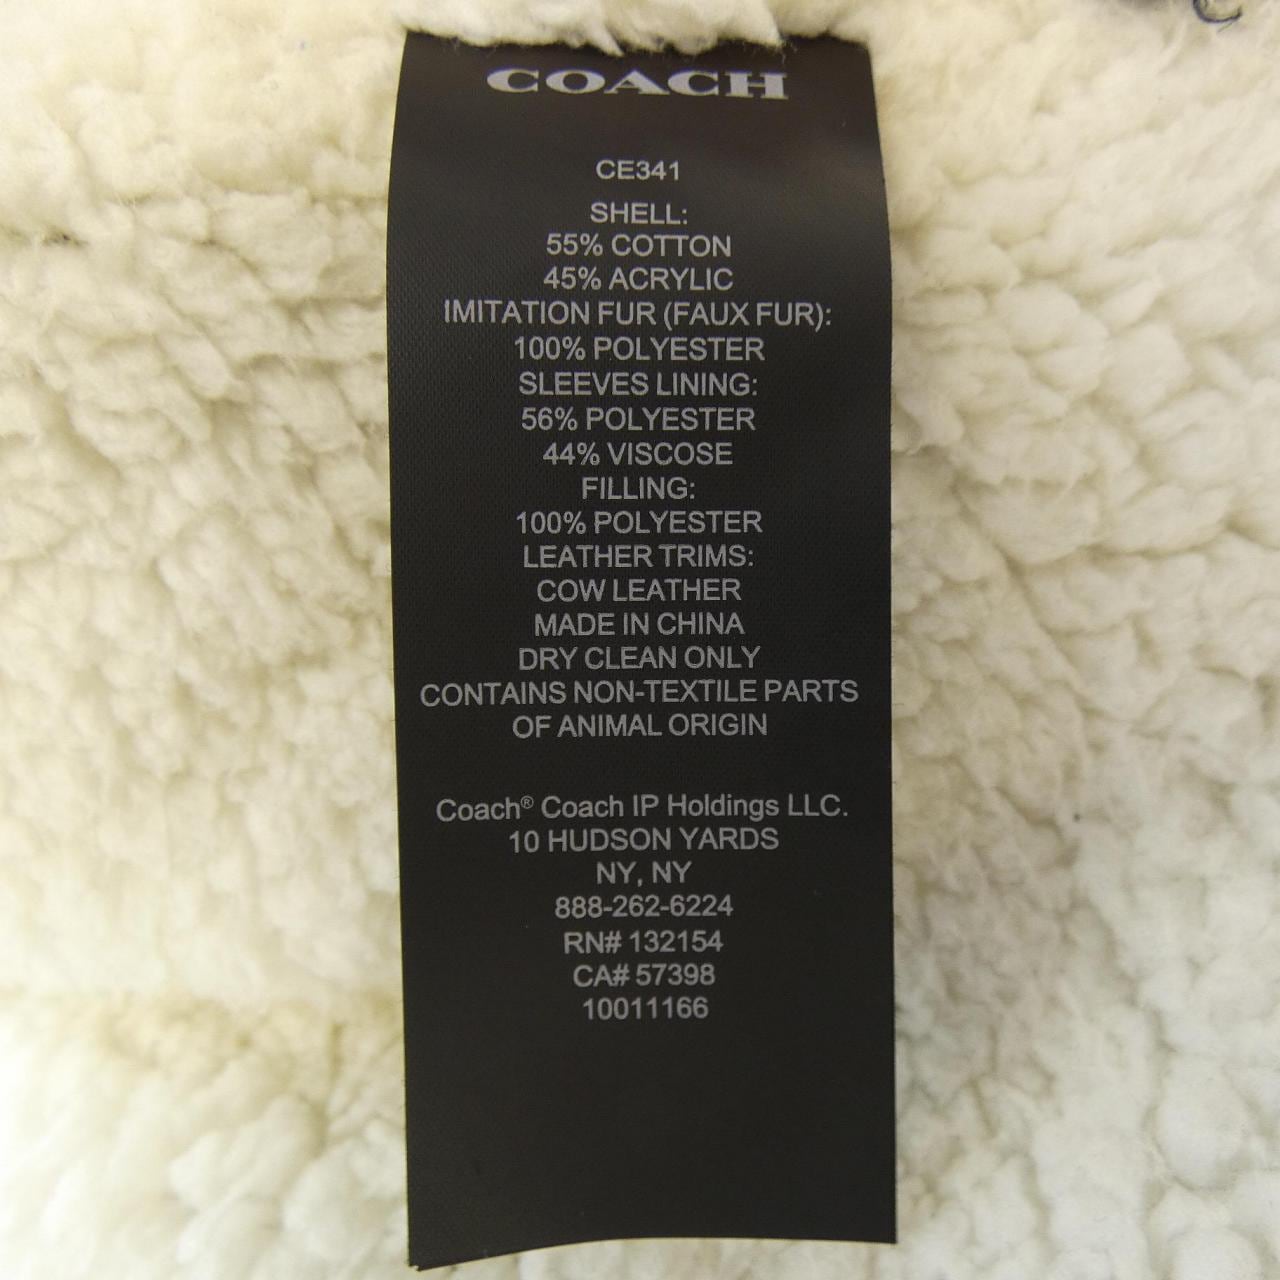 COACH
CE341
SHELL:
55% COTTON
45% ACRYLIC
IMITATION FUR (FAUX FUR):
100% POLYESTER
SLEEVES LINING:
56% POLYESTER
44% VISCOSE
FILLING:
100% POLYESTER
LEATHER TRIMS:
COW LEATHER
MADE IN CHINA
DRY CLEAN ONLY
CONTAINS NON-TEXTILE PARTS
OF ANIMAL ORIGIN
Coach® Coach IP Holdings LLC.
10 HUDSON YARDS
NY, NY
888-262-6224
RN# 132154
CA# 57398
10011166